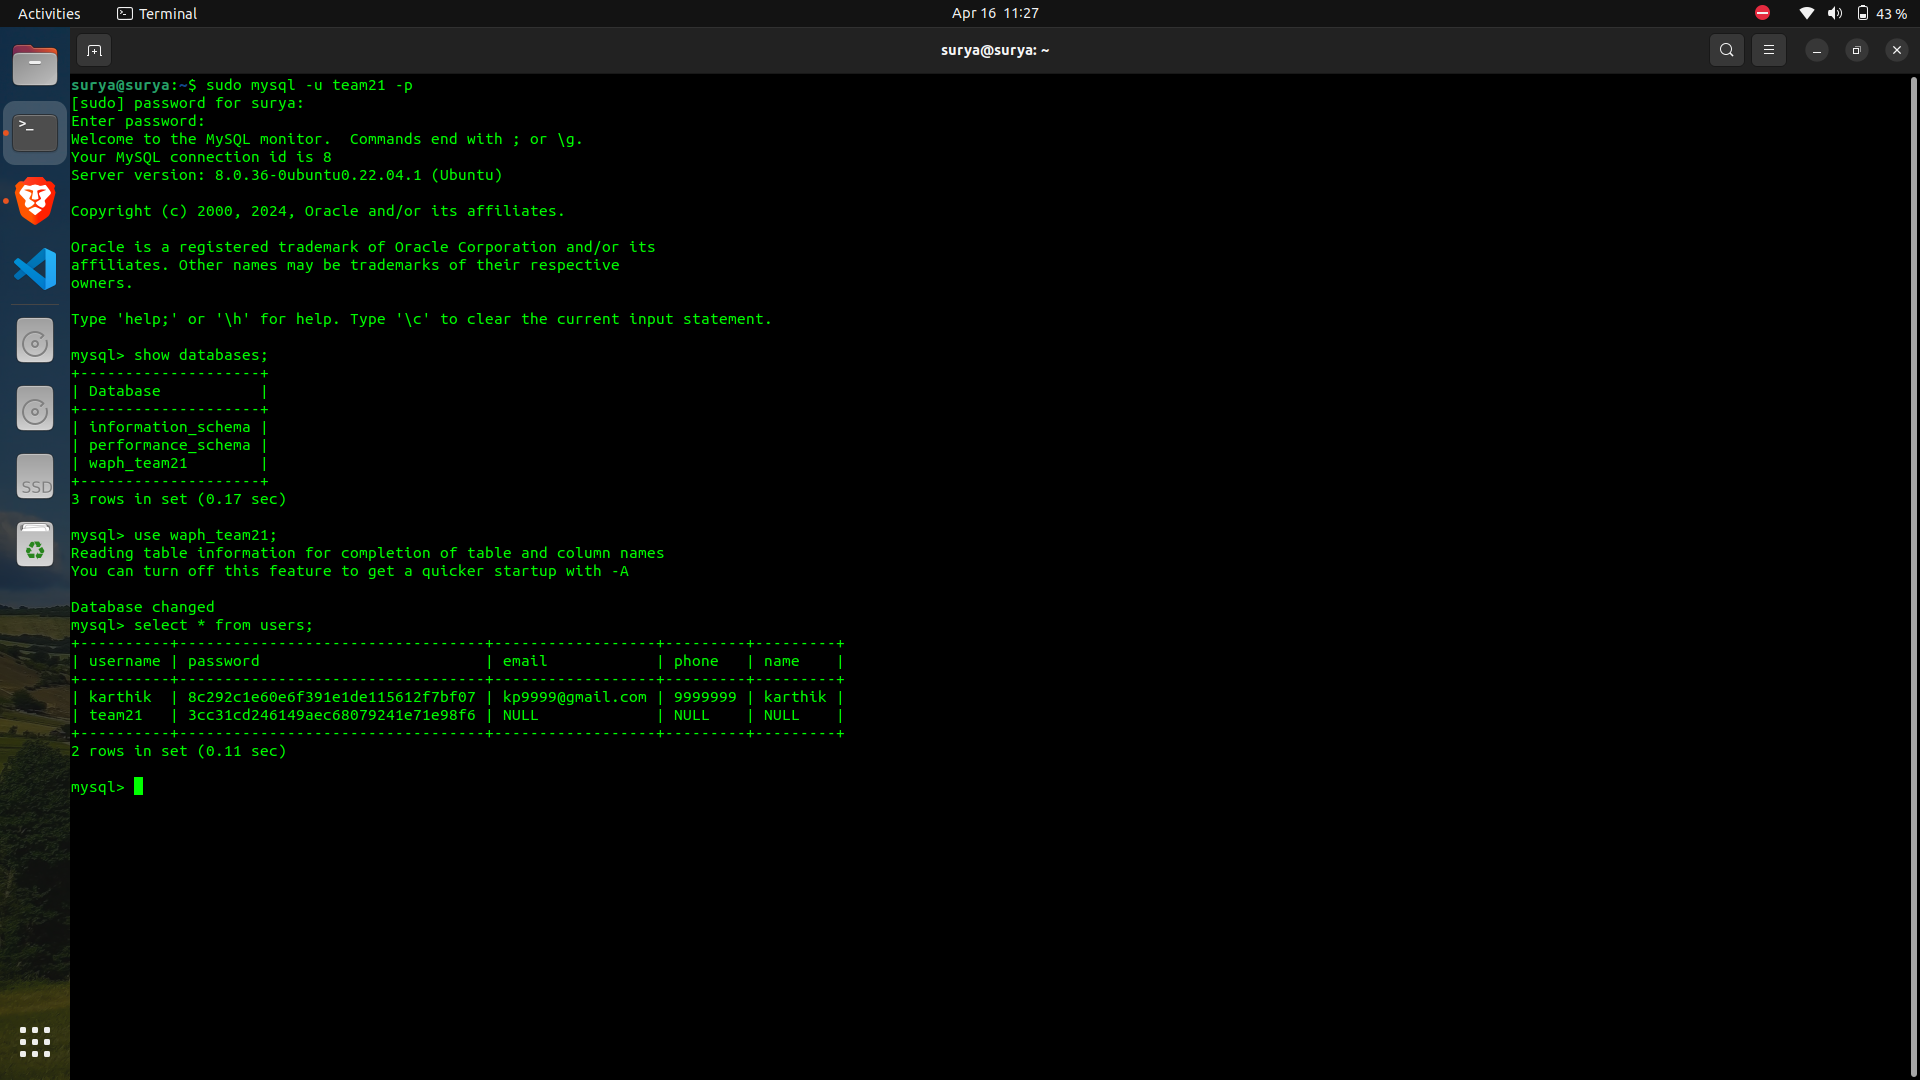 Activities Terminal Apr 16 11:27 43 %
surya@surya: ~
surya@surya:~$ sudo mysql -u team21 -p
[sudo] password for surya:
Enter password:
Welcome to the MySQL monitor.  Commands end with ; or \g.
Your MySQL connection id is 8
Server version: 8.0.36-0ubuntu0.22.04.1 (Ubuntu)

Copyright (c) 2000, 2024, Oracle and/or its affiliates.

Oracle is a registered trademark of Oracle Corporation and/or its
affiliates. Other names may be trademarks of their respective
owners.

Type 'help;' or '\h' for help. Type '\c' to clear the current input statement.

mysql> show databases;
+--------------------+
| Database           |
+--------------------+
| information_schema |
| performance_schema |
| waph_team21        |
+--------------------+
3 rows in set (0.17 sec)

mysql> use waph_team21;
Reading table information for completion of table and column names
You can turn off this feature to get a quicker startup with -A

Database changed
mysql> select * from users;
+----------+----------------------------------+-----------------+---------+---------+
| username | password                         | email           | phone   | name    |
+----------+----------------------------------+-----------------+---------+---------+
| karthik  | 8c292c1e60e6f391e1de115612f7bf07 | kp9999@gmail.com | 9999999 | karthik |
| team21   | 3cc31cd246149aec68079241e71e98f6 | NULL            | NULL    | NULL    |
+----------+----------------------------------+-----------------+---------+---------+
2 rows in set (0.11 sec)

mysql>
SSD